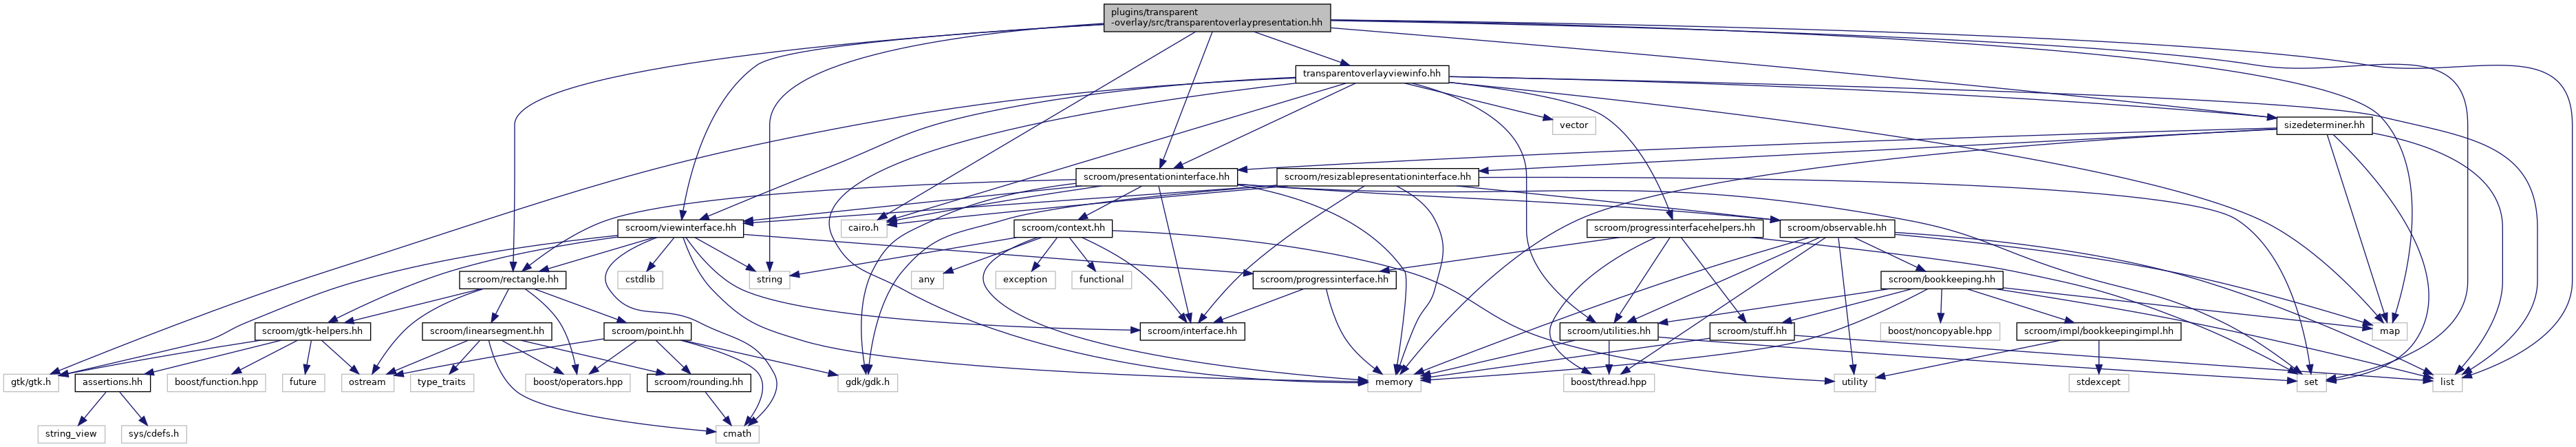 plugins/transparent
-overlay/src/transparentoverlaypresentation.hh
transparentoverlayviewinfo.hh
vector
sizedeterminer.hh
scroom/presentationinterface.hh
scroom/resizablepresentationinterface.hh
scroom/viewinterface.hh
cairo.h
scroom/context.hh
scroom/progressinterfacehelpers.hh
scroom/observable.hh
scroom/rectangle.hh
cstdlib
string
any
exception
functional
scroom/progressinterface.hh
scroom/bookkeeping.hh
scroom/gtk-helpers.hh
scroom/linearsegment.hh
scroom/point.hh
scroom/interface.hh
scroom/utilities.hh
scroom/stuff.hh
boost/noncopyable.hpp
scroom/impl/bookkeepingimpl.hh
map
gtk/gtk.h
assertions.hh
boost/function.hpp
future
ostream
type_traits
boost/operators.hpp
scroom/rounding.hh
gdk/gdk.h
memory
boost/thread.hpp
utility
stdexcept
set
list
string_view
sys/cdefs.h
cmath